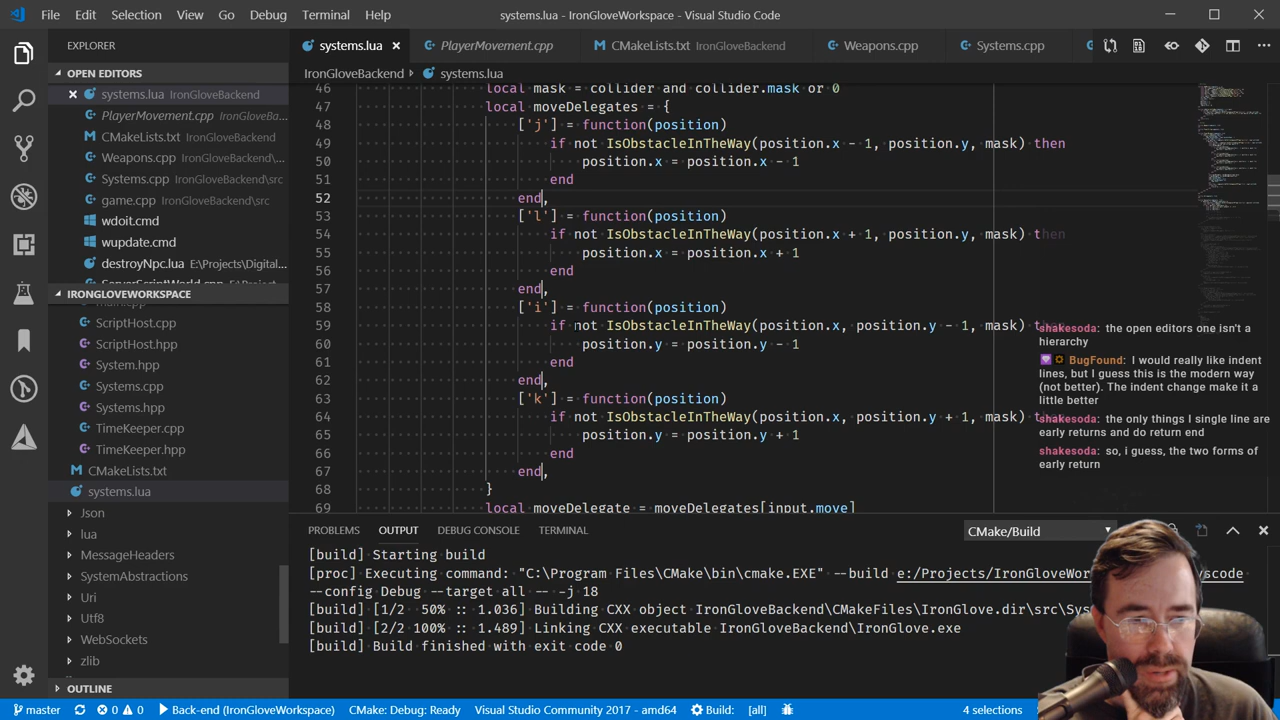 File Edit Selection View Go Debug Terminal Help
systems.lua - IronGloveWorkspace - Visual Studio Code
EXPLORER
systems.lua
PlayerMovement.cpp
CMakeLists.txt IronGloveBackend
Weapons.cpp
Systems.cpp
OPEN EDITORS
systems.lua IronGloveBackend
PlayerMovement.cpp IronGloveBa...
CMakeLists.txt IronGloveBackend
Weapons.cpp IronGloveBackend\...
Systems.cpp IronGloveBackend\src
game.cpp IronGloveBackend\src
wdoit.cmd
wupdate.cmd
destroyNpc.lua E:\Projects\Digital...
ServerScriptWorld.cpp E:\Project...
IRONGLOVEWORKSPACE
ScriptHost.cpp
ScriptHost.hpp
System.hpp
Systems.cpp
Systems.hpp
TimeKeeper.cpp
TimeKeeper.hpp
CMakeLists.txt
systems.lua
Json
lua
MessageHeaders
SystemAbstractions
Uri
Utf8
WebSockets
zlib
OUTLINE
IronGloveBackend systems.lua
46 local mask = collider and collider.mask or 0
47 local moveDelegates = {
48 ['j'] = function(position)
49 if not IsObstacleInTheWay(position.x - 1, position.y, mask) then
50 position.x = position.x - 1
51 end
52 end,
53 ['l'] = function(position)
54 if not IsObstacleInTheWay(position.x + 1, position.y, mask) then
55 position.x = position.x + 1
56 end
57 end,
58 ['i'] = function(position)
59 if not IsObstacleInTheWay(position.x, position.y - 1, mask)
60 position.y = position.y - 1
61 end
62 end,
63 ['k'] = function(position)
64 if not IsObstacleInTheWay(position.x, position.y + 1, mask)
65 position.y = position.y + 1
66 end
67 end,
68 }
69 local moveDelegate = moveDelegates[input.move]
shakesoda: the open editors one isn't a
hierarchy
BugFound: I would really like indent
lines, but I guess this is the modern way
(not better). The indent change make it a
little better
shakesoda: the only things I single line are
early returns and do return end
shakesoda: so, i guess, the two forms of
early return
PROBLEMS OUTPUT DEBUG CONSOLE TERMINAL
CMake/Build
[build] Starting build
[proc] Executing command: "C:\Program Files\CMake\bin\cmake.EXE" --build e:/Projects/IronGloveWor scode
--config Debug --target all -- -j 18
[build] [1/2 50% :: 1.036] Building CXX object IronGloveBackend\CMakeFiles\IronGlove.dir\src\Sys
[build] [2/2 100% :: 1.489] Linking CXX executable IronGloveBackend\IronGlove.exe
[build] Build finished with exit code 0
master 0 0 Back-end (IronGloveWorkspace) CMake: Debug: Ready Visual Studio Community 2017 - amd64 Build: [all] 4 selections